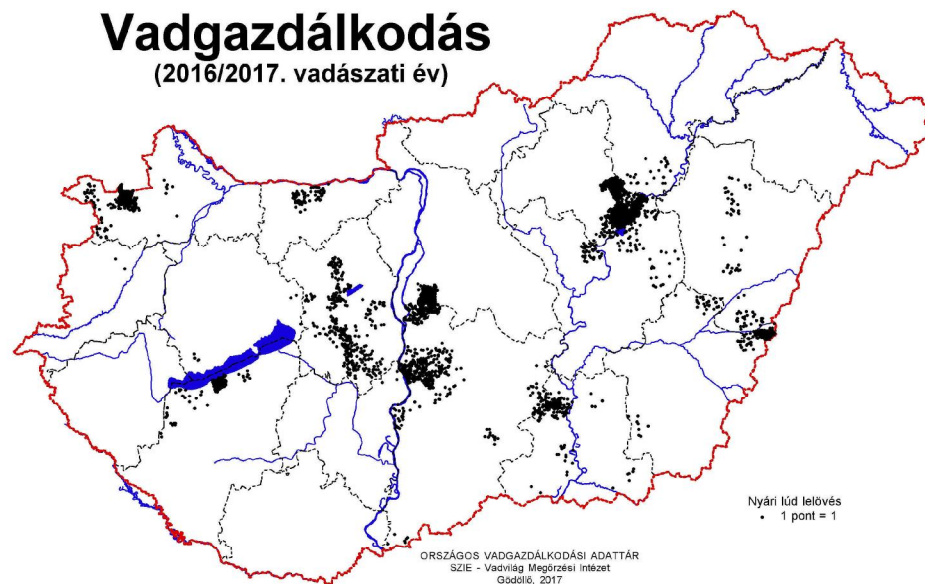 Vadgazdálkodás
(2016/2017. vadászati év)
Nyári lúd lelövés
• 1 pont = 1
ORSZÁGOS VADGAZDÁLKODÁSI ADATTÁR
SZIE - Vadvilág Megőrzési Intézet
Gödöllő, 2017